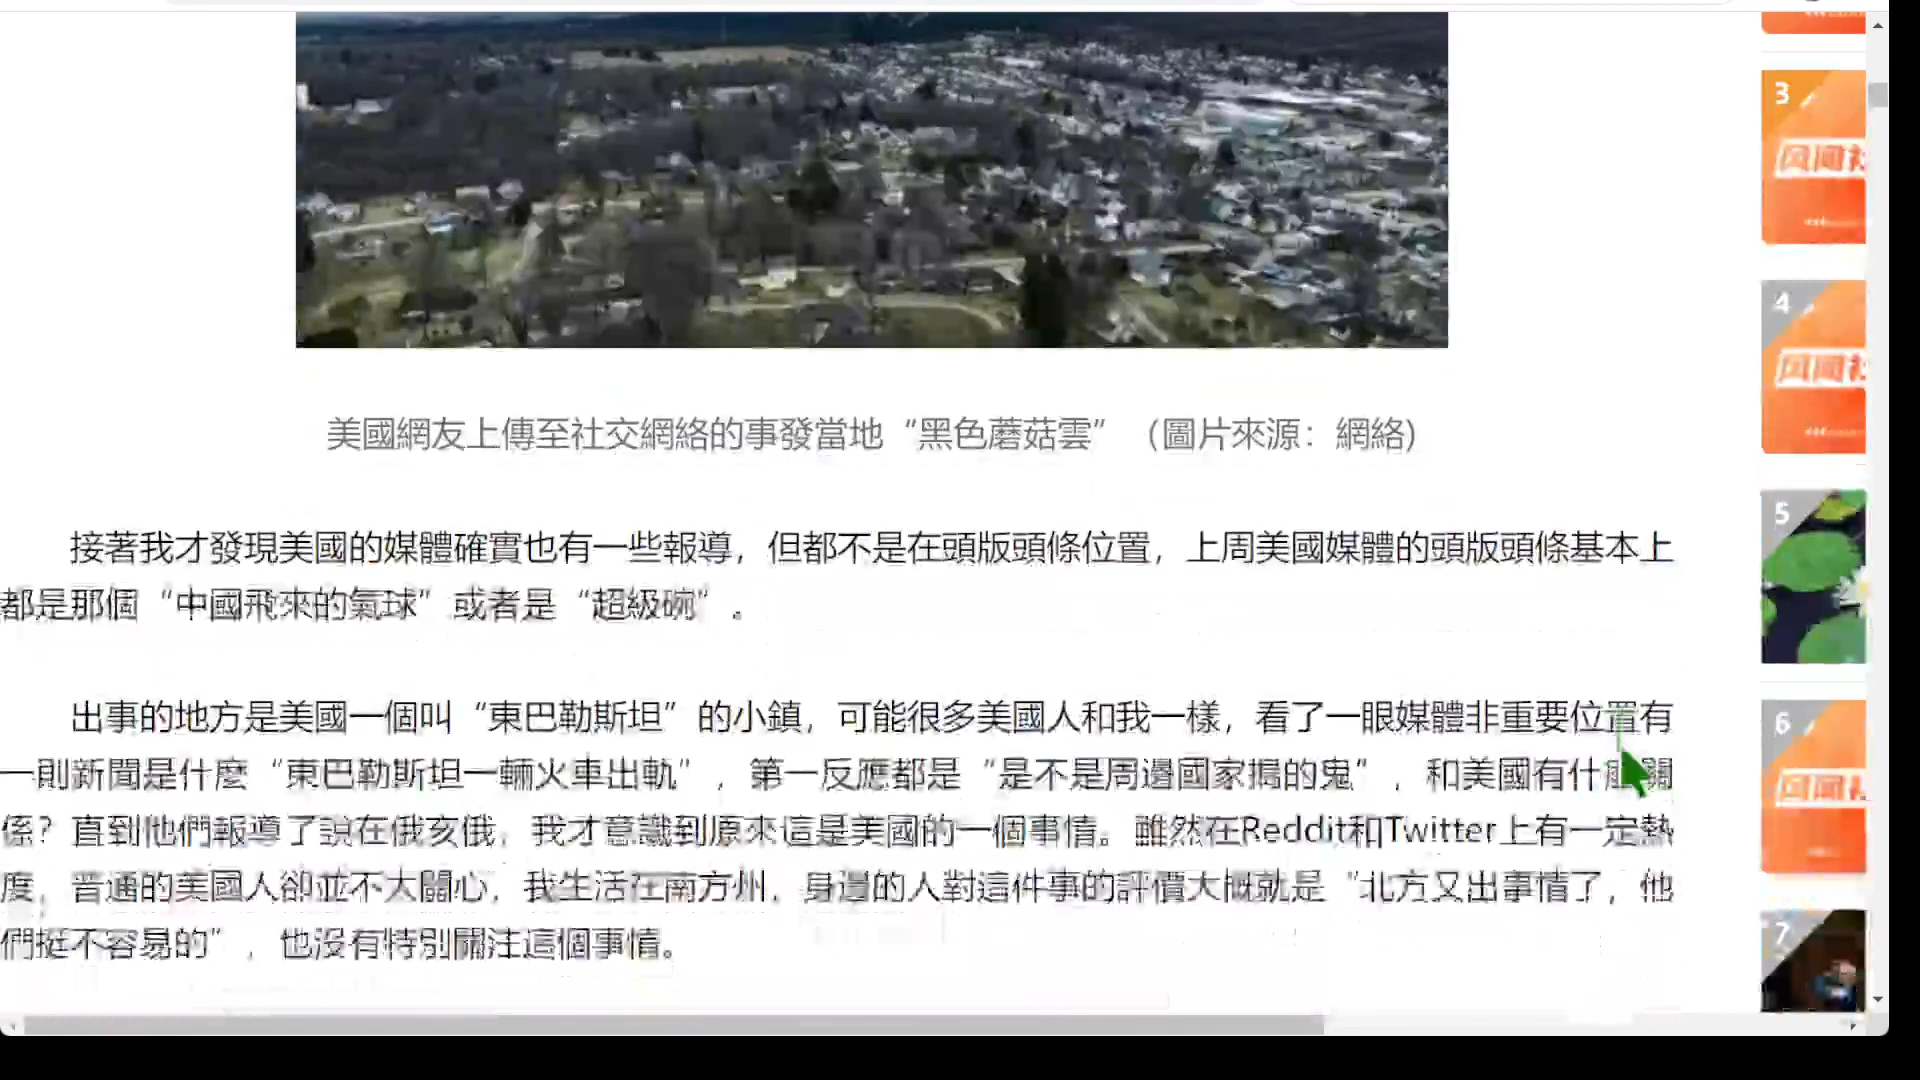 美國網友上傳至社交網絡的事發當地“黑色蘑菇雲”（圖片來源：網絡)
接著我才發現美國的媒體確實也有一些報導，但都不是在頭版頭條位置，上周美國媒體的頭版頭條基本上
都是那個“中國飛來的氣球”或者是“超級碗”。
出事的地方是美國一個叫“東巴勒斯坦”的小鎮，可能很多美國人和我一樣，看了一眼媒體非重要位置有
一則新聞是什麼“東巴勒斯坦一輛火車出軌”，第一反應都是“是不是周邊國家搗的鬼”，和美國有什麼關
係？直到他們報導了說在俄亥俄，我才意識到原來這是美國的一個事情。雖然在Reddit和Twitter上有一定熱
度，普通的美國人卻並不太關心，我生活在南方州，身邊的人對這件事的評價大概就是“北方又出事情了，他
們挺不容易的”，也沒有特別關注這個事情。
3
风闻社
4
风闻社
5
6
风闻社
7